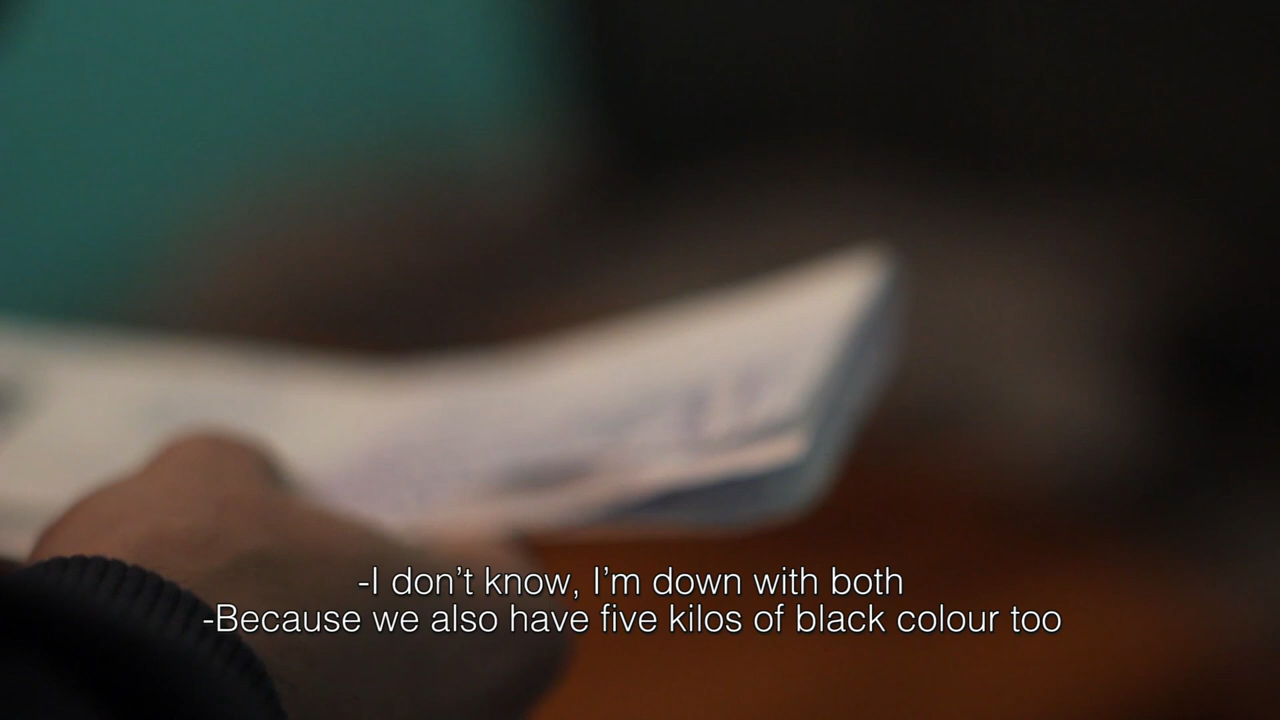 -I don't know, I'm down with both
-Because we also have five kilos of black colour too